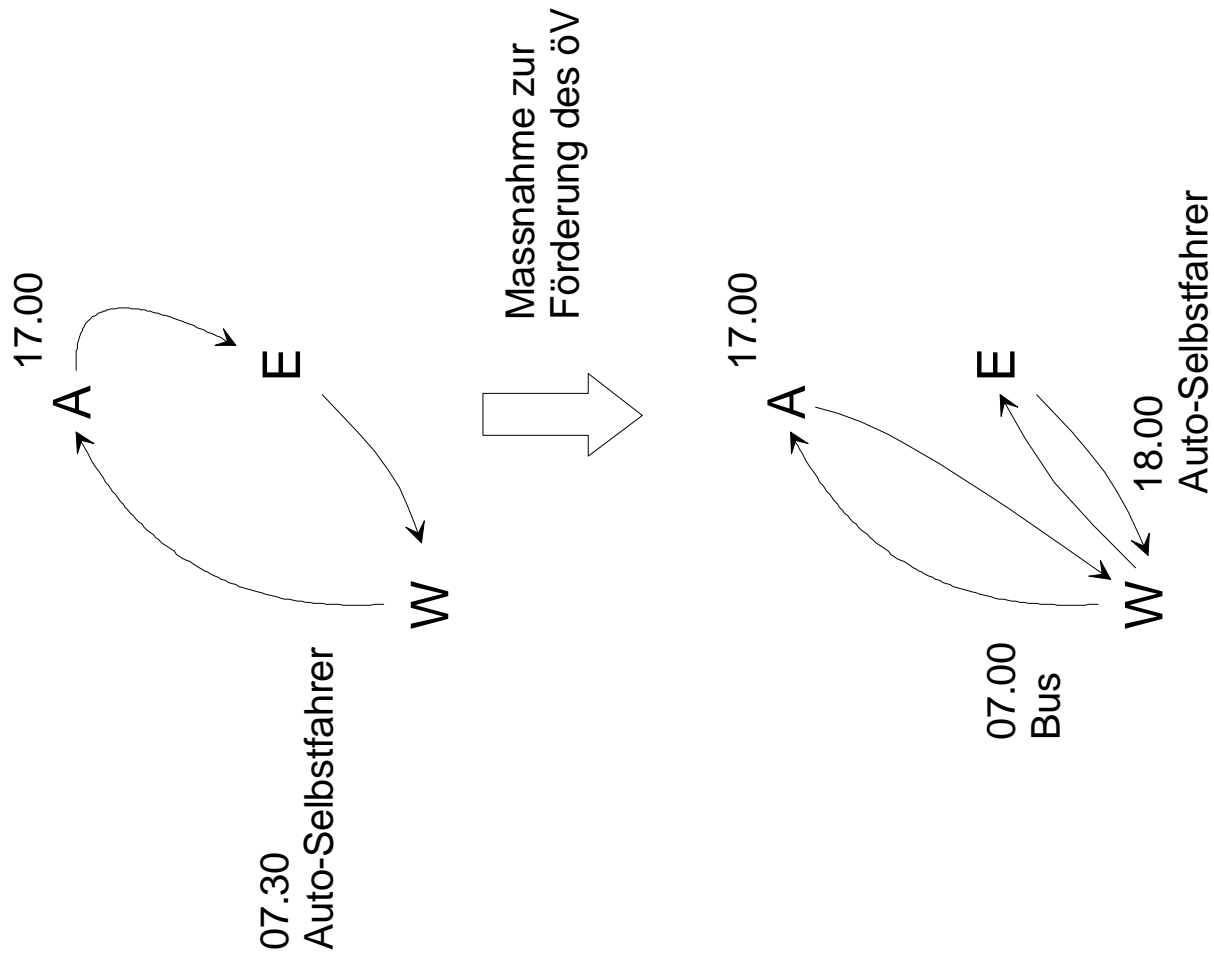 17.00
A
E
W
07.30
Auto-Selbstfahrer
Massnahme zur
Förderung des öV
17.00
A
E
W
07.00
Bus
18.00
Auto-Selbstfahrer